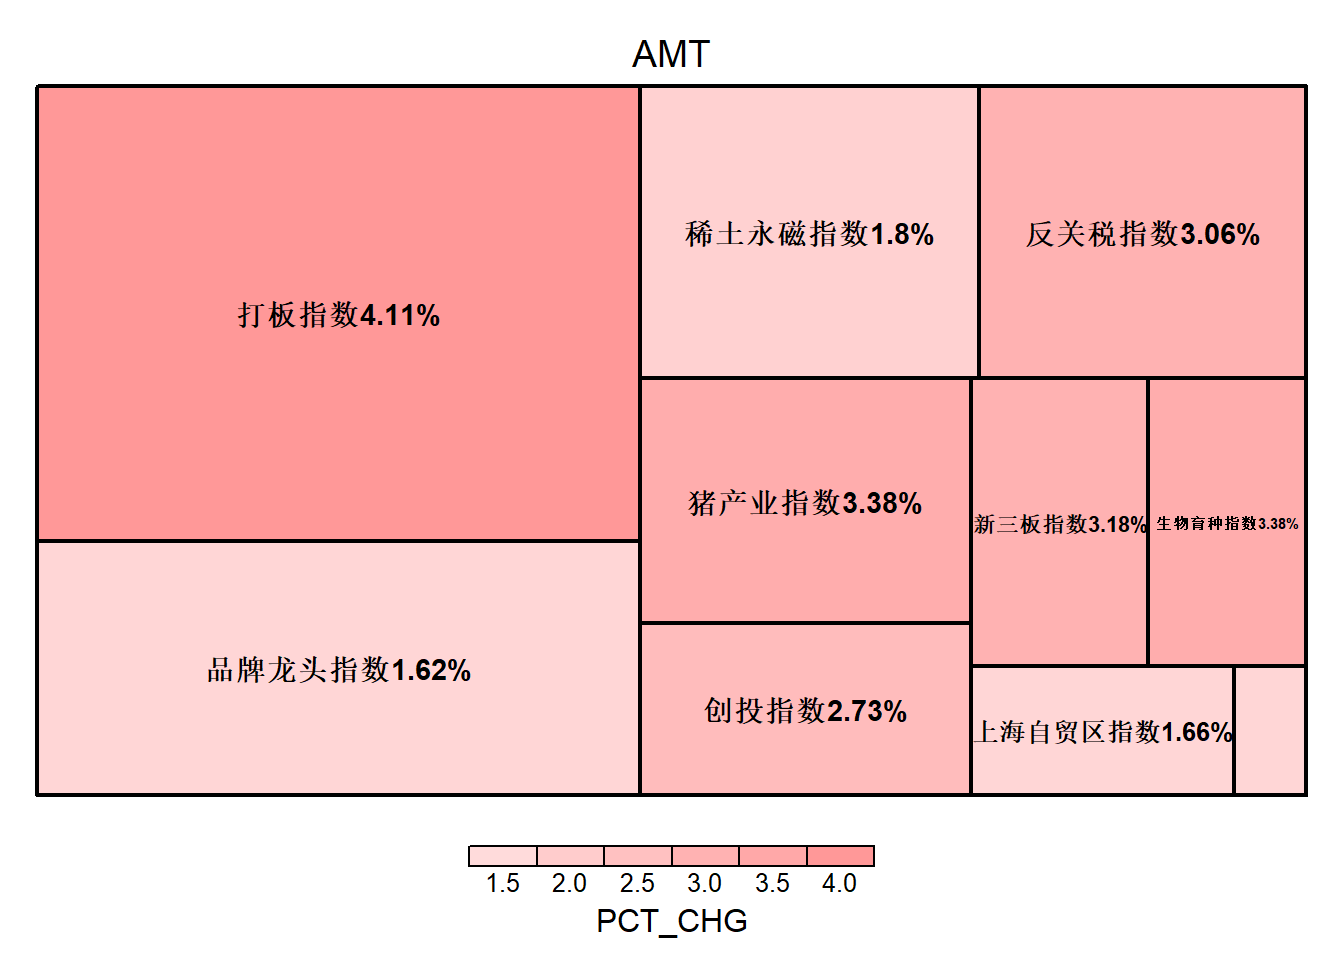 AMT
打板指数4.11%
稀土永磁指数1.8%
反关税指数3.06%
猪产业指数3.38%
新三板指数3.18%
生物育种指数3.38%
品牌龙头指数1.62%
创投指数2.73%
上海自贸区指数1.66%
1.5 2.0 2.5 3.0 3.5 4.0
PCT_CHG